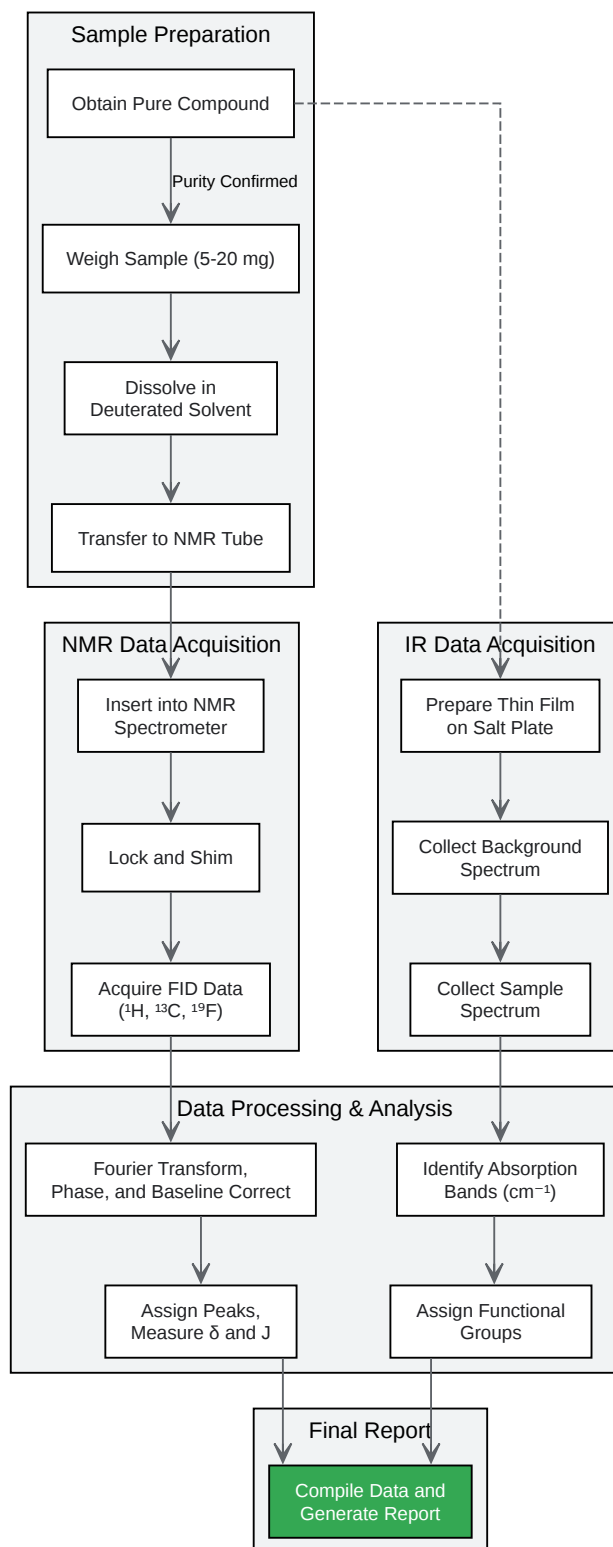 Sample Preparation
Obtain Pure Compound
Purity Confirmed
Weigh Sample (5-20 mg)
Dissolve in
Deuterated Solvent
Transfer to NMR Tube
NMR Data Acquisition
Insert into NMR
Spectrometer
Lock and Shim
Acquire FID Data
(¹H, ¹³C, ¹⁹F)
IR Data Acquisition
Prepare Thin Film
on Salt Plate
Collect Background
Spectrum
Collect Sample
Spectrum
Data Processing & Analysis
Fourier Transform,
Phase, and Baseline Correct
Assign Peaks,
Measure δ and J
Identify Absorption
Bands (cm⁻¹)
Assign Functional
Groups
Final Report
Compile Data and
Generate Report